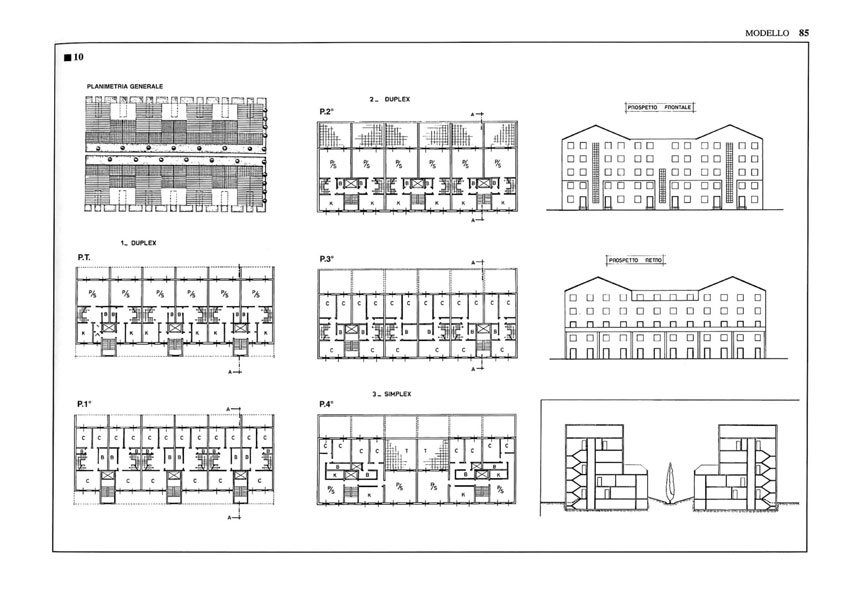 MODELLO 85
■ 10
PLANIMETRIA GENERALE
2_ DUPLEX
P.2°
A
P/S P/S P/S P/S P/S P/S
K B B K K B B K K B B K
A
PROSPETTO FRONTALE
1_ DUPLEX
P.T.
P/S P/S P/S P/S P/S P/S
B B B B B B
K K K K K K
A
P.3°
A
C C C C C C C C C C C C
B B B B B B
C C C C C C
A
PROSPETTO RETRO
P.1°
A
C C C C C C C C C C C C
B B B B B B
C C C C C C
A
3_ SIMPLEX
P.4°
C C C T T C C C
B B
B K K B
P/S K P/S P/S K P/S